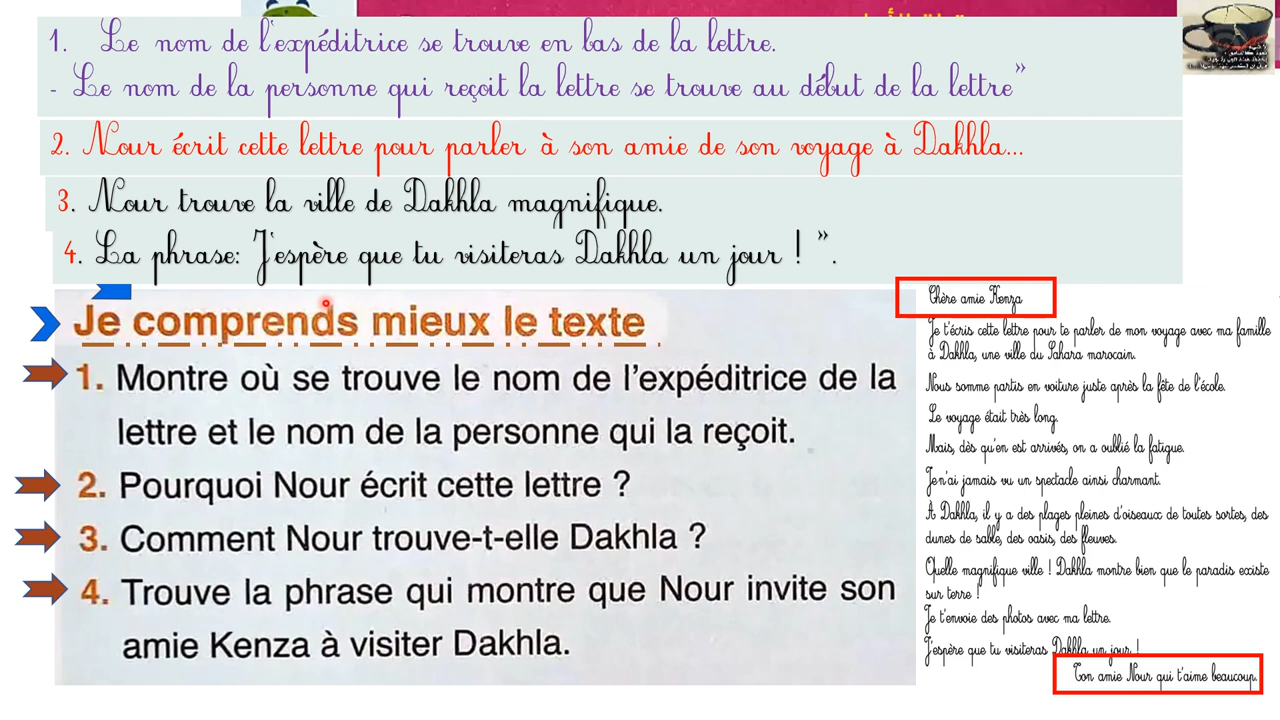 1. Le nom de l'expéditrice se trouve en bas de la lettre.
- Le nom de la personne qui reçoit la lettre se trouve au début de la lettre”
2. Nour écrit cette lettre pour parler à son amie de son voyage à Dakhla...
3. Nour trouve la ville de Dakhla magnifique.
4. La phrase: J'espère que tu visiteras Dakhla un jour ! ”.
Je comprends mieux le texte
1. Montre où se trouve le nom de l'expéditrice de la
lettre et le nom de la personne qui la reçoit.
2. Pourquoi Nour écrit cette lettre ?
3. Comment Nour trouve-t-elle Dakhla ?
4. Trouve la phrase qui montre que Nour invite son
amie Kenza à visiter Dakhla.
Chère amie Kenza
Je t'écris cette lettre pour te parler de mon voyage avec ma famille
à Dakhla, une ville du Sahara marocain.
Nous somme partis en voiture juste après la fête de l'école.
Le voyage était très long.
Mais, dès qu'en est arrivés, on a oublié la fatigue.
Je n'ai jamais vu un spectacle ainsi charmant.
À Dakhla, il y a des plages pleines d'oiseaux de toutes sortes, des
dunes de sable, des oasis, des fleuves.
Quelle magnifique ville ! Dakhla montre bien que le paradis existe
sur terre !
Je t'envoie des photos avec ma lettre.
J'espère que tu visiteras Dakhla un jour !
Ton amie Nour qui t'aime beaucoup.